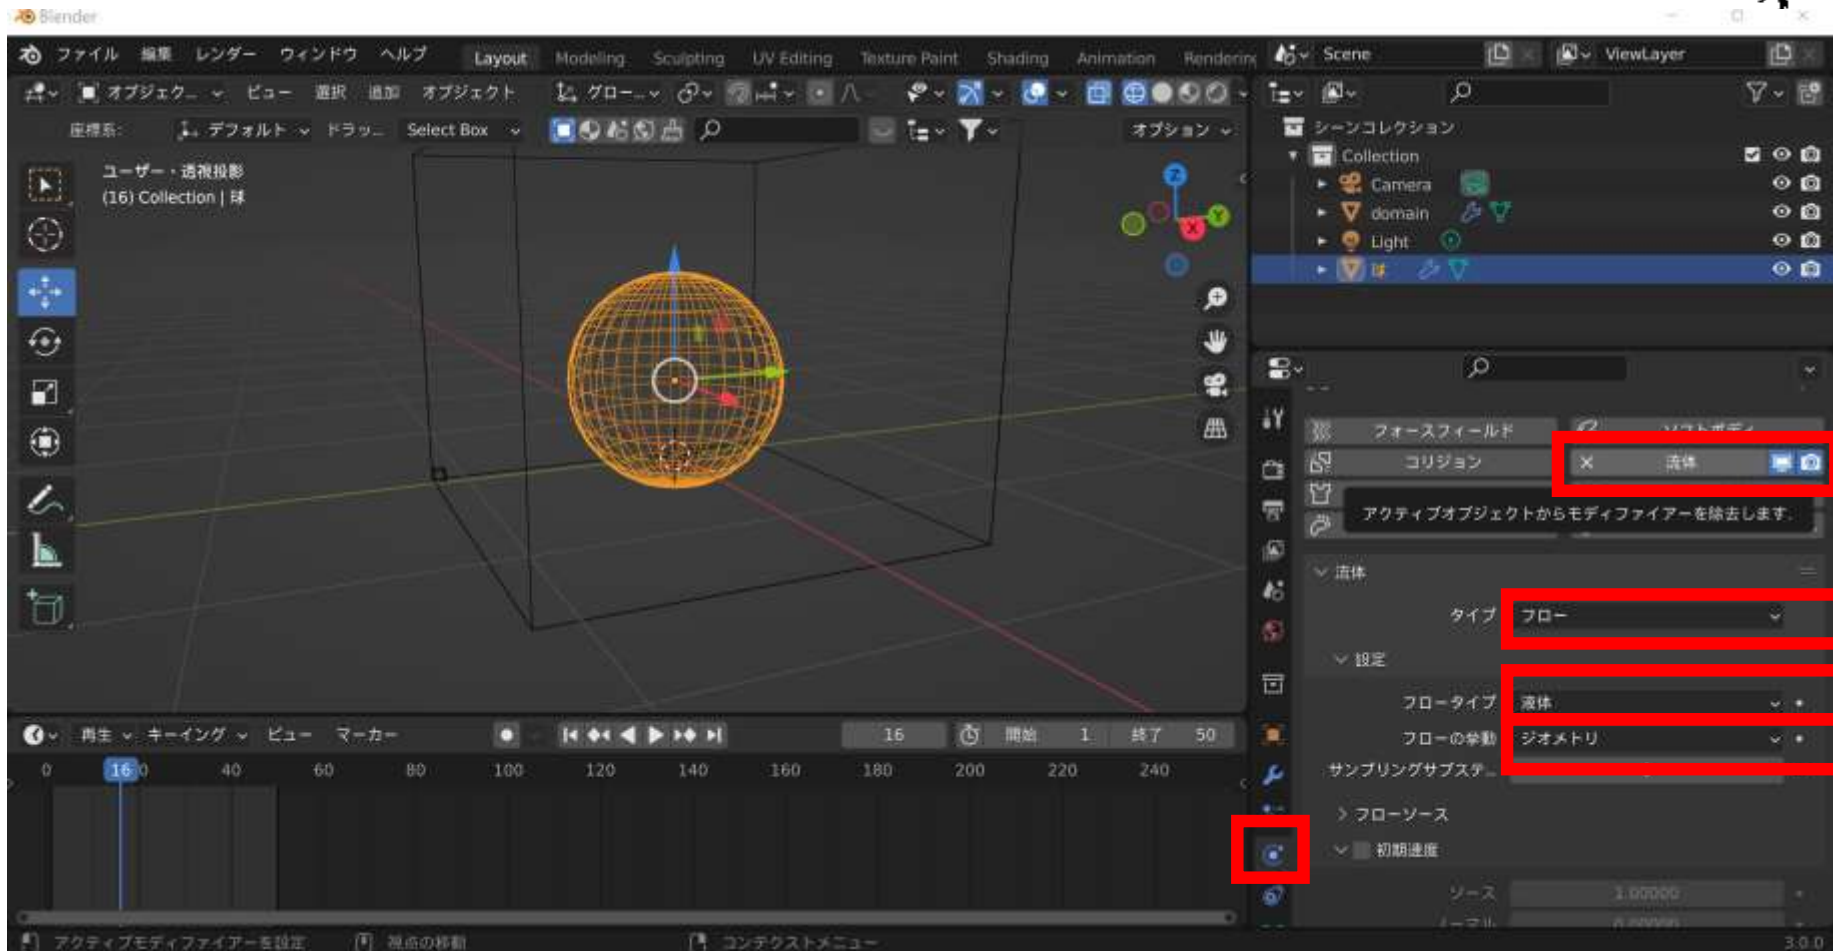 Blender
ファイル 編集 レンダー ウィンドウ ヘルプ Layout Modeling Sculpting UV Editing Texture Paint Shading Animation Rendering Scene ViewLayer
オブジェク... ビュー 選択 追加 オブジェクト グロー...
座標系: デフォルト ドラッ... Select Box オプション
シーンコレクション
Collection
Camera
domain
Light
球
ユーザー・透視投影
(16) Collection | 球
Z
Y
X
フォースフィールド
コリジョン 流体
アクティブオブジェクトからモディファイアーを除去します.
流体
タイプ フロー
設定
フロータイプ 液体
フローの挙動 ジオメトリ
サンプリングサブステ...
フローソース
初期速度
ソース 1.00000
ノーマル 0.00000
再生 キーイング ビュー マーカー 16 開始 1 終了 50
0 16 40 60 80 100 120 140 160 180 200 220 240
アクティブモディファイアーを設定 視点の移動 コンテクストメニュー 3.0.0